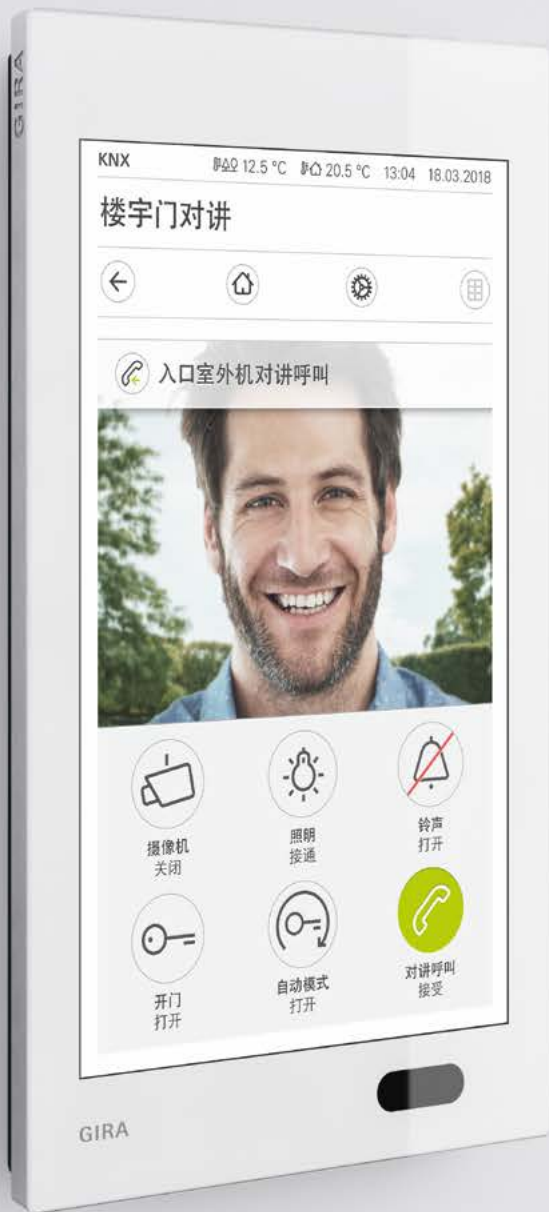 GIRA
KNX 12.5 °C 20.5 °C 13:04 18.03.2018
楼宇门对讲
入口室外机对讲呼叫
摄像机
关闭
照明
接通
铃声
打开
开门
打开
自动模式
打开
对讲呼叫
接受
GIRA